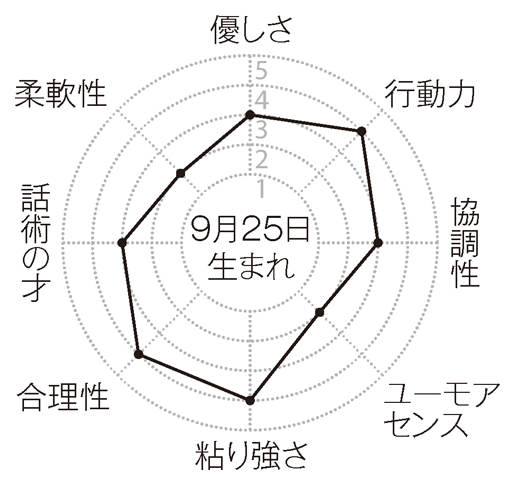 優しさ
行動力
協調性
ユーモア
センス
粘り強さ
合理性
話術の才
柔軟性
5
4
3
2
1
9月25日
生まれ